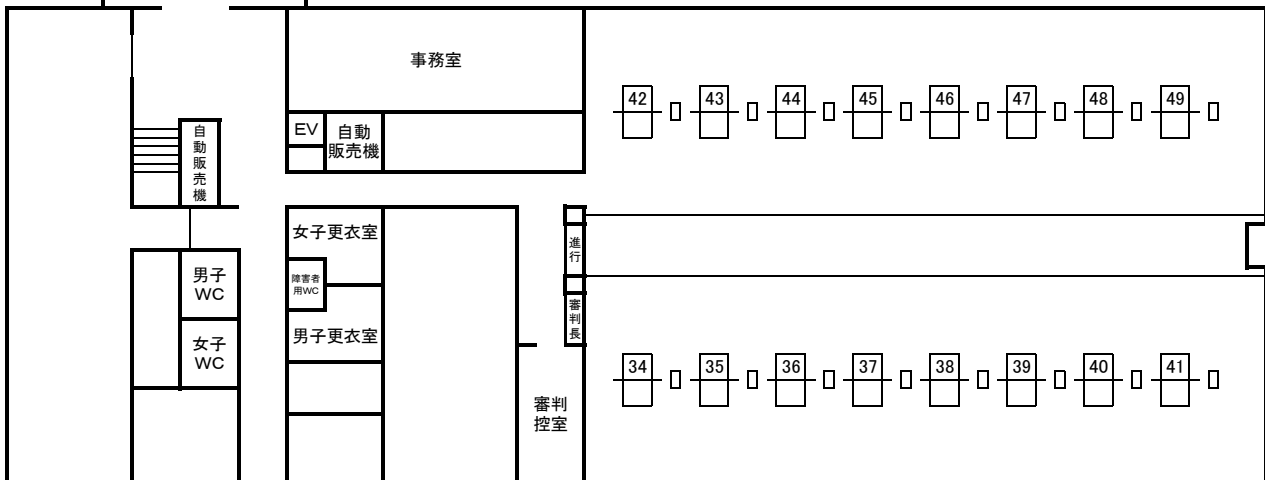 事務室
42 43 44 45 46 47 48 49
EV
自動
販売機
自動販売機
女子更衣室
進行
障害者
用WC
男子
WC
審判長
男子更衣室
女子
WC
34 35 36 37 38 39 40 41
審判
控室